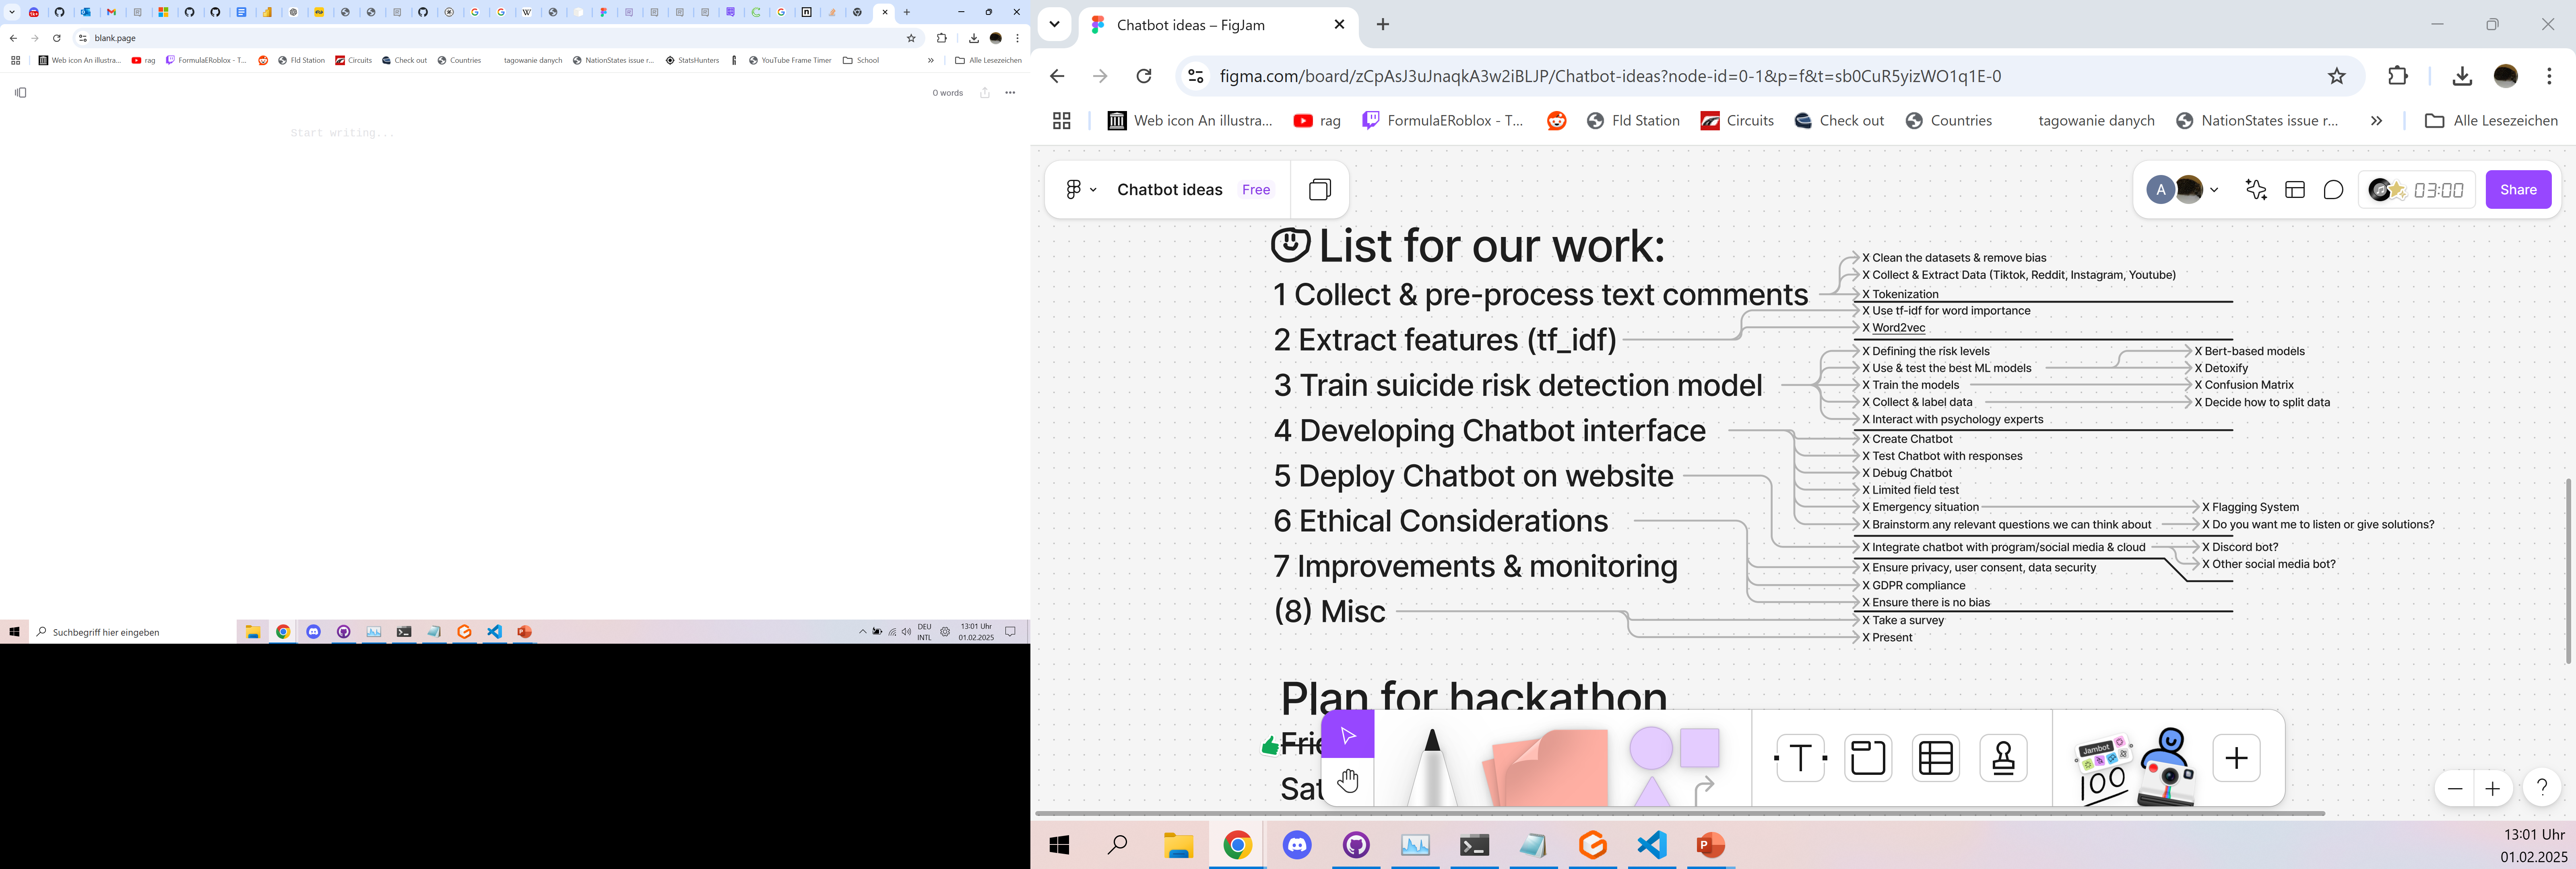 blank.page
Web icon An illustra...
rag
FormulaERoblox - T...
Fld Station
Circuits
Check out
Countries
tagowanie danych
NationStates issue r...
StatsHunters
YouTube Frame Timer
School
»
Alle Lesezeichen
0 words
Start writing...
Suchbegriff hier eingeben
DEU
INTL
13:01 Uhr
01.02.2025
Chatbot ideas – FigJam
figma.com/board/zCpAsJ3uJnaqkA3w2iBLJP/Chatbot-ideas?node-id=0-1&p=f&t=sb0CuR5yizWO1q1E-0
Web icon An illustra...
rag
FormulaERoblox - T...
Fld Station
Circuits
Check out
Countries
tagowanie danych
NationStates issue r...
»
Alle Lesezeichen
Chatbot ideas
Free
A
03:00
Share
List for our work:
1 Collect & pre-process text comments
2 Extract features (tf_idf)
3 Train suicide risk detection model
4 Developing Chatbot interface
5 Deploy Chatbot on website
6 Ethical Considerations
7 Improvements & monitoring
(8) Misc
X Clean the datasets & remove bias
X Collect & Extract Data (Tiktok, Reddit, Instagram, Youtube)
X Tokenization
X Use tf-idf for word importance
X Word2vec
X Defining the risk levels
X Use & test the best ML models
X Train the models
X Collect & label data
X Interact with psychology experts
X Bert-based models
X Detoxify
X Confusion Matrix
X Decide how to split data
X Create Chatbot
X Test Chatbot with responses
X Debug Chatbot
X Limited field test
X Emergency situation
X Brainstorm any relevant questions we can think about
X Flagging System
X Do you want me to listen or give solutions?
X Integrate chatbot with program/social media & cloud
X Discord bot?
X Other social media bot?
X Ensure privacy, user consent, data security
X GDPR compliance
X Ensure there is no bias
X Take a survey
X Present
Plan for hackathon
Fri
Sat
T
Jambot
100
13:01 Uhr
01.02.2025